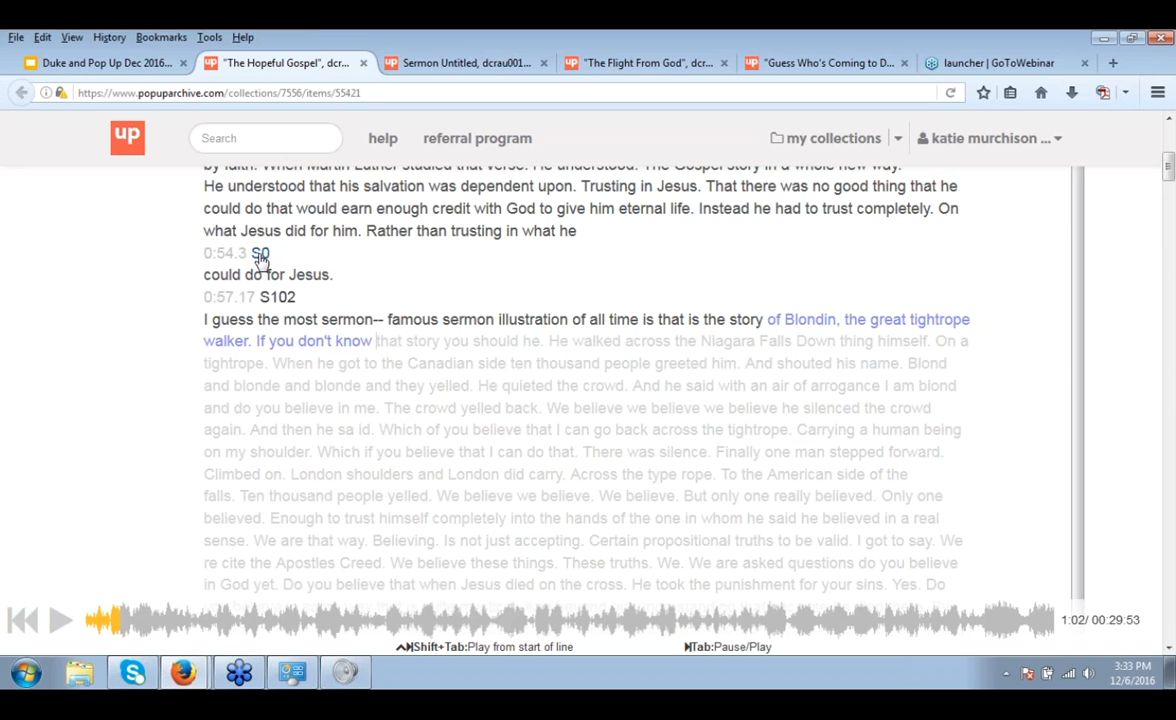 File Edit View History Bookmarks Tools Help
Duke and Pop Up Dec 2016... × "The Hopeful Gospel", dcr... × Sermon Untitled, dcrau001... × "The Flight From God", dcr... × "Guess Who's Coming to D... × launcher | GoToWebinar × +
https://www.popuparchive.com/collections/7556/items/55421
up Search help referral program my collections katie murchison ...
by faith. When Martin Luther studied that verse. He understood. The Gospel story in a whole new way.
He understood that his salvation was dependent upon. Trusting in Jesus. That there was no good thing that he
could do that would earn enough credit with God to give him eternal life. Instead he had to trust completely. On
what Jesus did for him. Rather than trusting in what he
0:54.3 S0
could do for Jesus.
0:57.17 S102
I guess the most sermon-- famous sermon illustration of all time is that is the story of Blondin, the great tightrope
walker. If you don't know that story you should he. He walked across the Niagara Falls Down thing himself. On a
tightrope. When he got to the Canadian side ten thousand people greeted him. And shouted his name. Blond
and blonde and blonde and they yelled. He quieted the crowd. And he said with an air of arrogance I am blond
and do you believe in me. The crowd yelled back. We believe we believe we believe he silenced the crowd
again. And then he sa id. Which of you believe that I can go back across the tightrope. Carrying a human being
on my shoulder. Which if you believe that I can do that. There was silence. Finally one man stepped forward.
Climbed on. London shoulders and London did carry. Across the type rope. To the American side of the
falls. Ten thousand people yelled. We believe we believe. We believe. But only one really believed. Only one
believed. Enough to trust himself completely into the hands of the one in whom he said he believed in a real
sense. We are that way. Believing. Is not just accepting. Certain propositional truths to be valid. I got to say. We
re cite the Apostles Creed. We believe these things. These truths. We. We are asked questions do you believe
in God yet. Do you believe that when Jesus died on the cross. He took the punishment for your sins. Yes. Do
1:02/ 00:29:53
Shift+Tab:Play from start of line Tab:Pause/Play
3:33 PM
12/6/2016